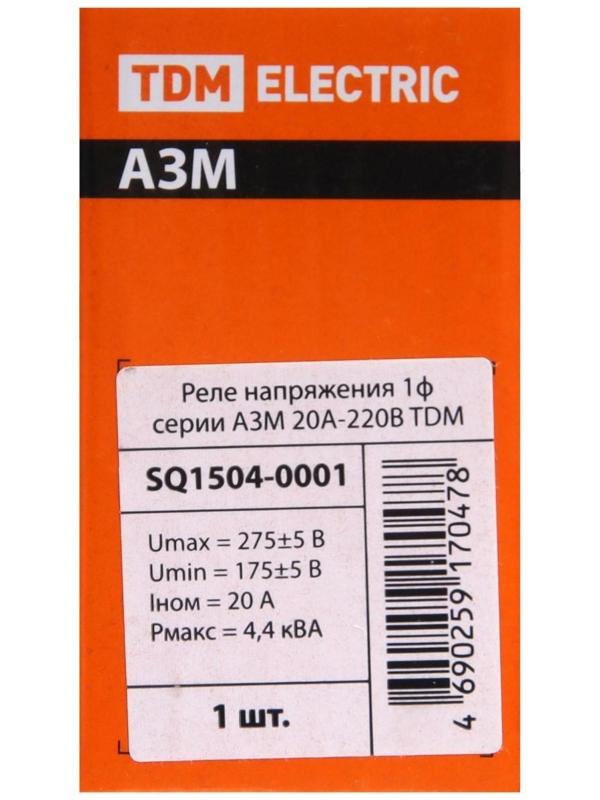 TDM ELECTRIC
АЗМ
Реле напряжения 1ф
серии АЗМ 20А-220В TDM
SQ1504-0001
Umax = 275±5 В
Umin = 175±5 В
Iном = 20 А
Pмакс = 4,4 кВА
1 шт.
4 690259 170478